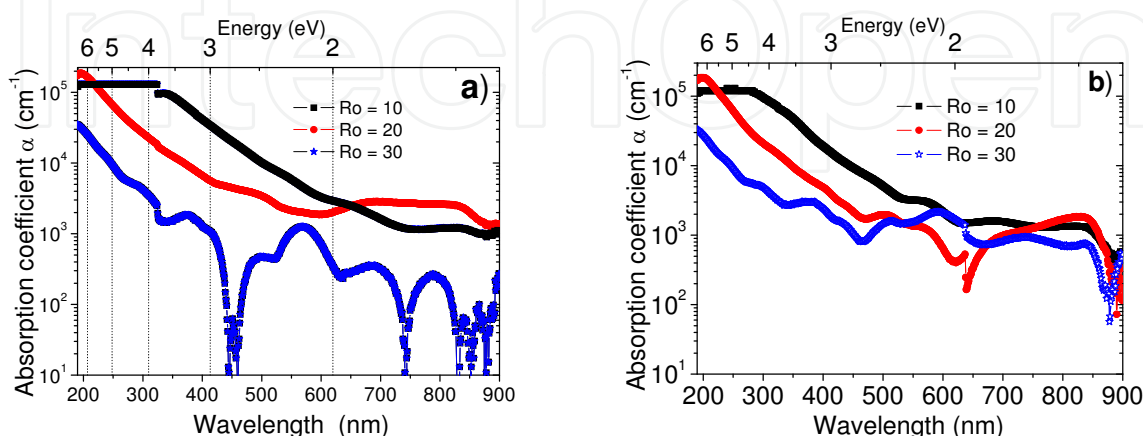 IntechOpen
Energy (eV)
6 5 4 3 2
a)
Absorption coefficient α (cm⁻¹)
10⁵
10⁴
10³
10²
10¹
Ro = 10
Ro = 20
Ro = 30
200 300 400 500 600 700 800 900
Wavelength (nm)
Energy (eV)
6 5 4 3 2
b)
Absorption coefficient α (cm⁻¹)
10⁵
10⁴
10³
10²
10¹
Ro = 10
Ro = 20
Ro = 30
200 300 400 500 600 700 800 900
Wavelength (nm)